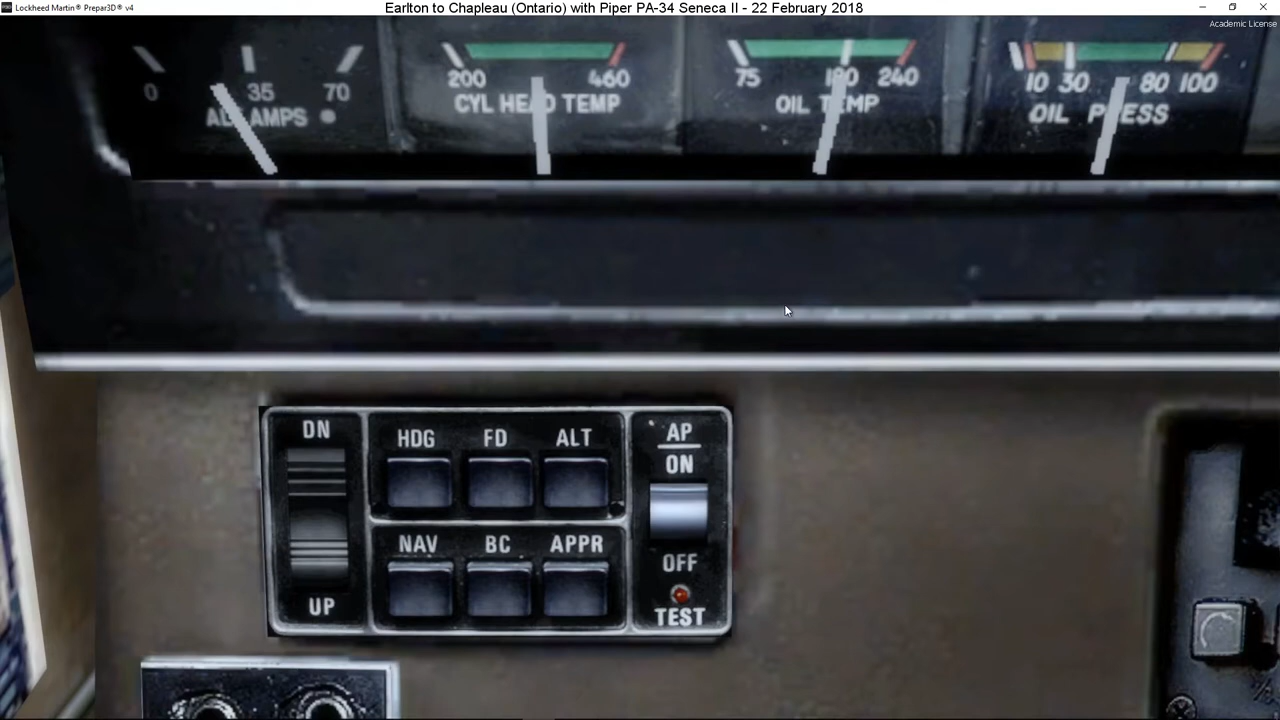 Lockheed Martin® Prepar3D® v4
Earlton to Chapleau (Ontario) with Piper PA-34 Seneca II - 22 February 2018
Academic License
0 35 70
AMPS
200 460
CYL HEAD TEMP
75 180 240
OIL TEMP
10 30 80 100
OIL PRESS
DN
UP
HDG FD ALT
NAV BC APPR
AP
ON
OFF
TEST